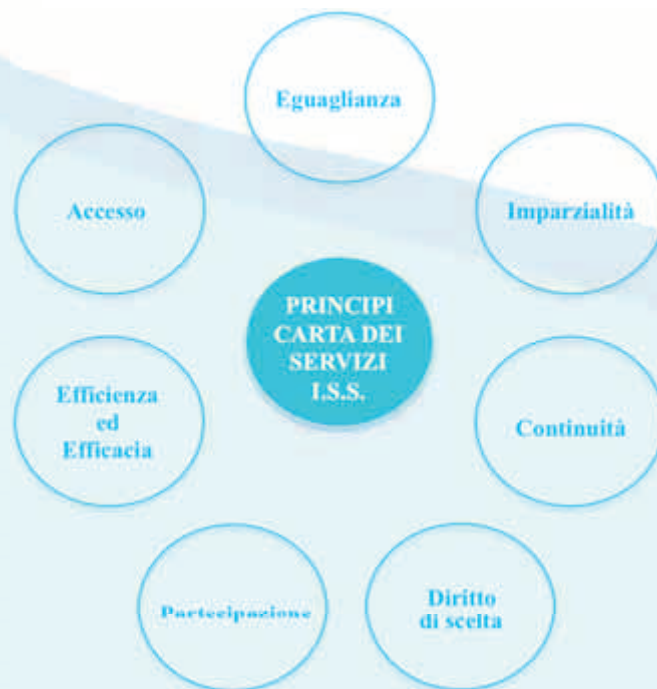 Eguaglianza
Accesso
Imparzialità
PRINCIPI
CARTA DEI
SERVIZI
I.S.S.
Efficienza
ed
Efficacia
Continuità
Partecipazione
Diritto
di scelta